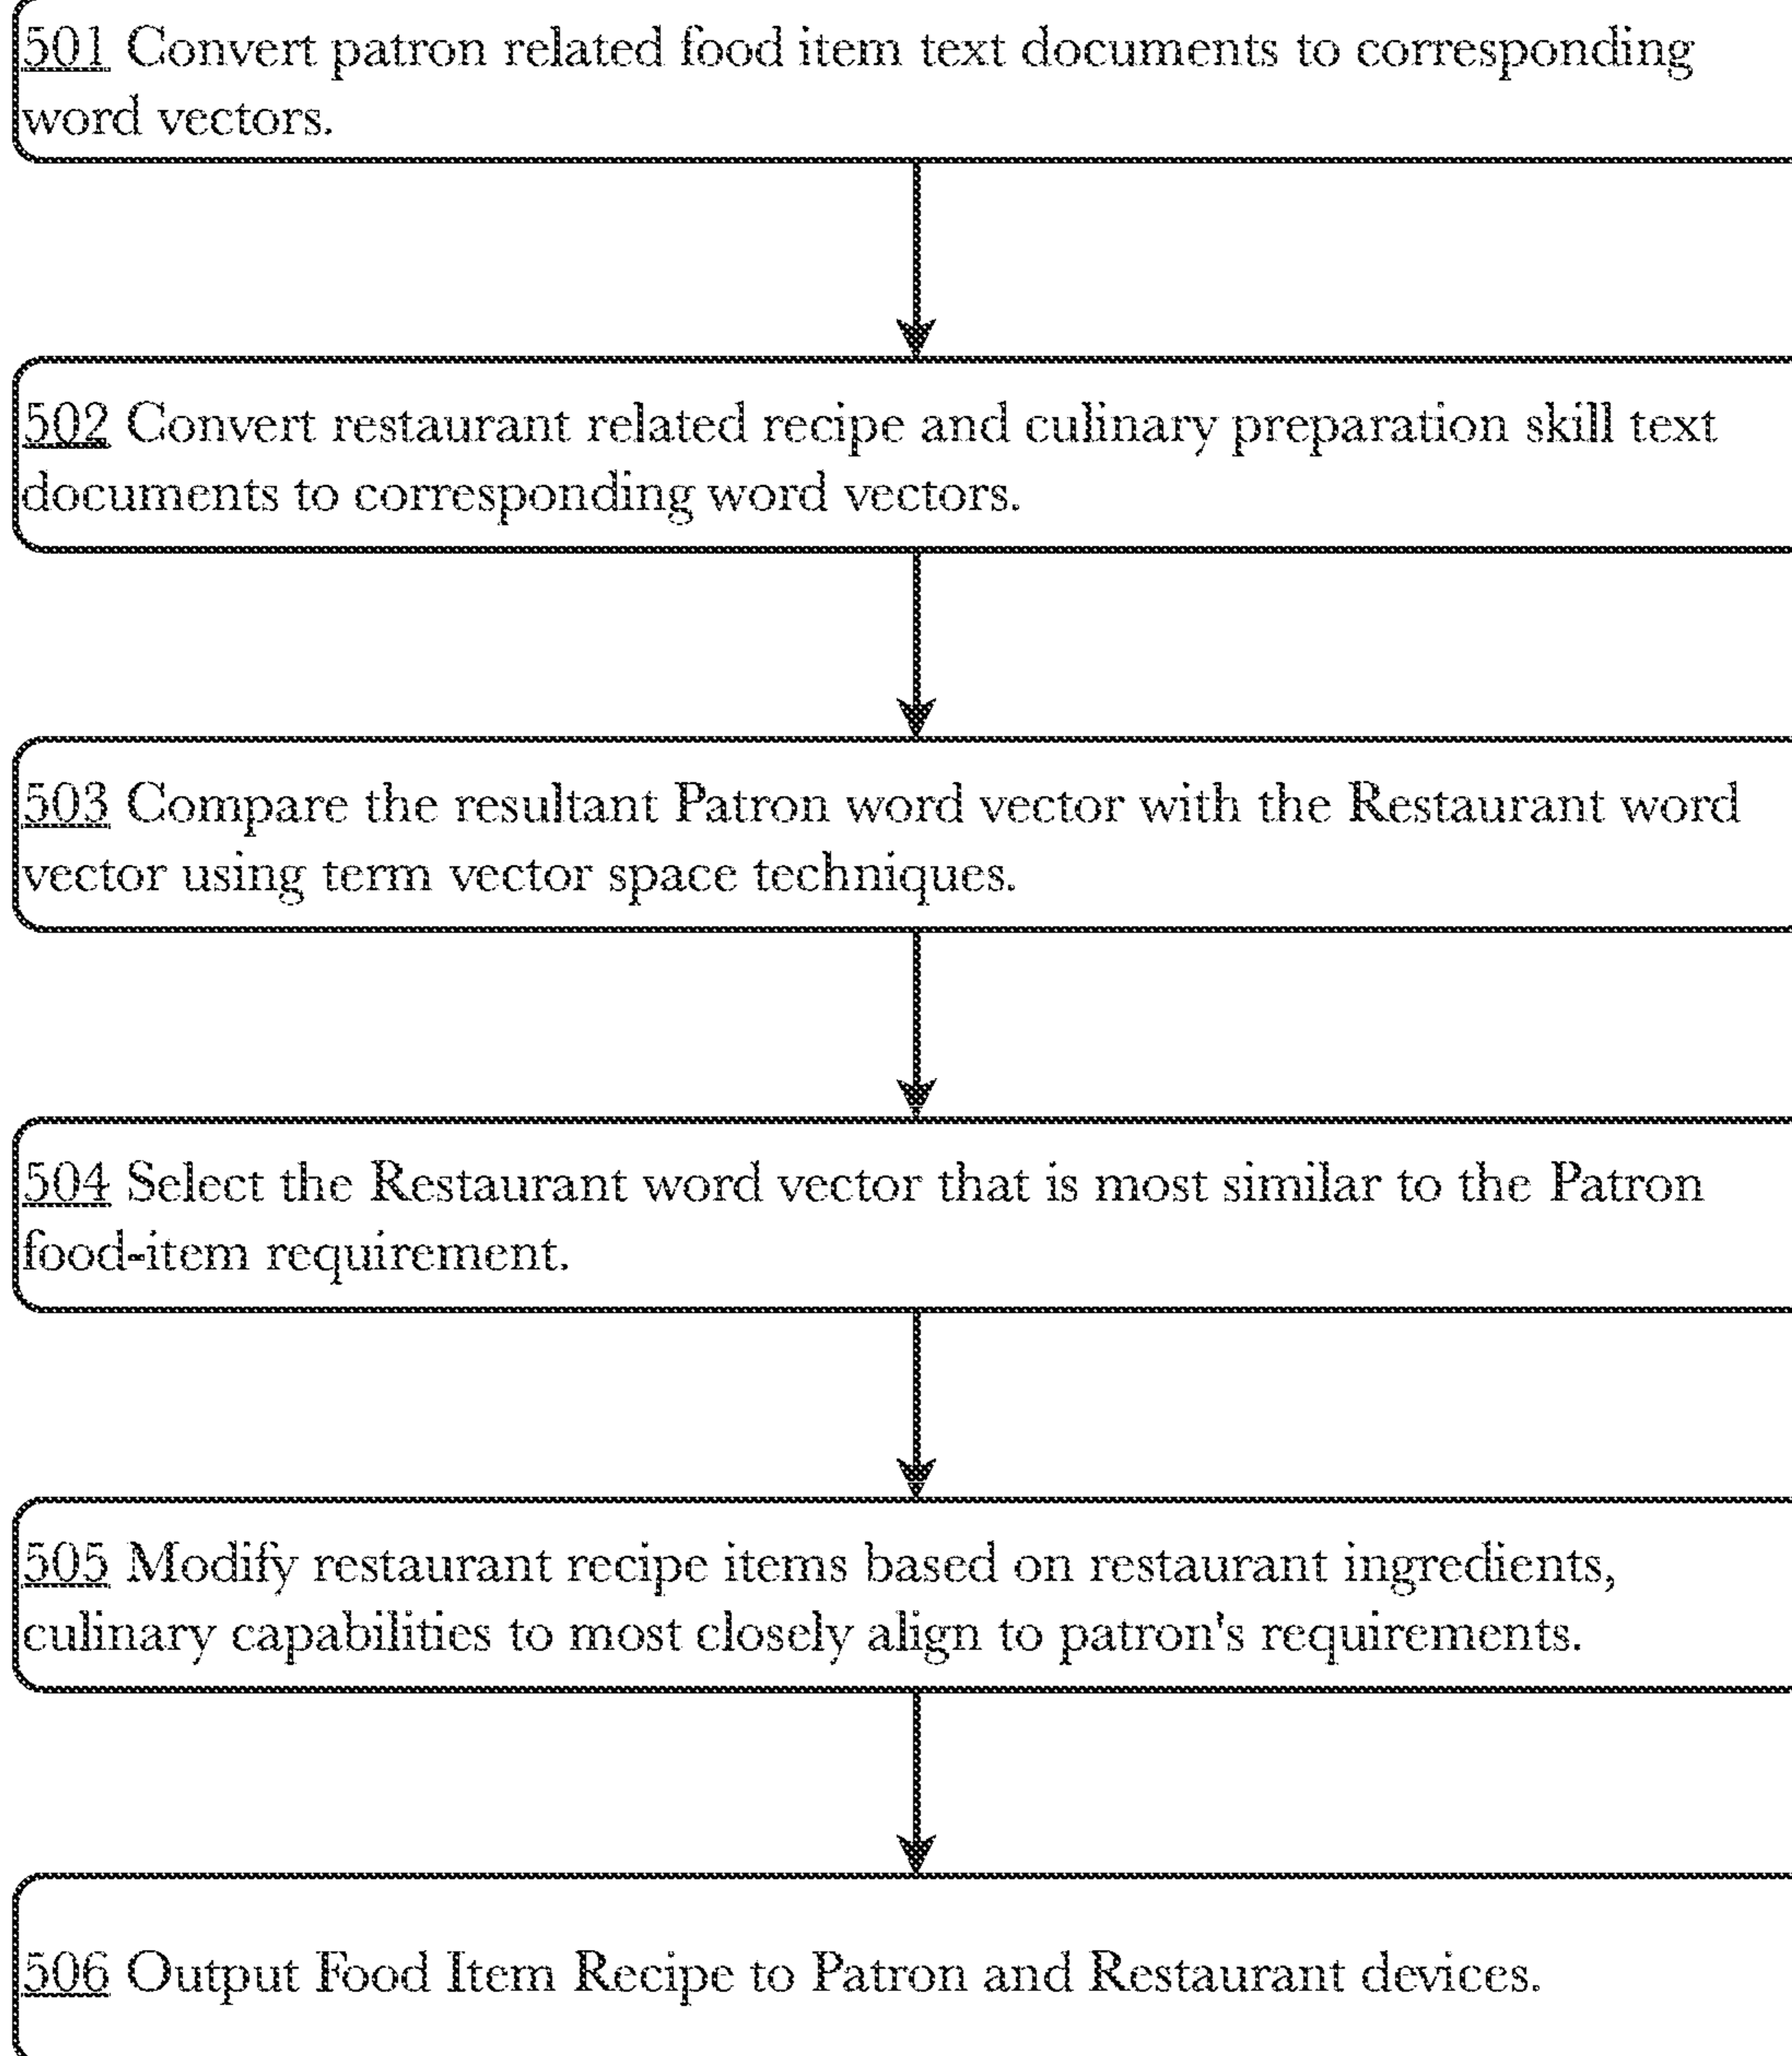 501 Convert patron related food item text documents to corresponding
word vectors.
502 Convert restaurant related recipe and culinary preparation skill text
documents to corresponding word vectors.
503 Compare the resultant Patron word vector with the Restaurant word
vector using term vector space techniques.
504 Select the Restaurant word vector that is most similar to the Patron
food-item requirement.
505 Modify restaurant recipe items based on restaurant ingredients,
culinary capabilities to most closely align to patron's requirements.
506 Output Food Item Recipe to Patron and Restaurant devices.